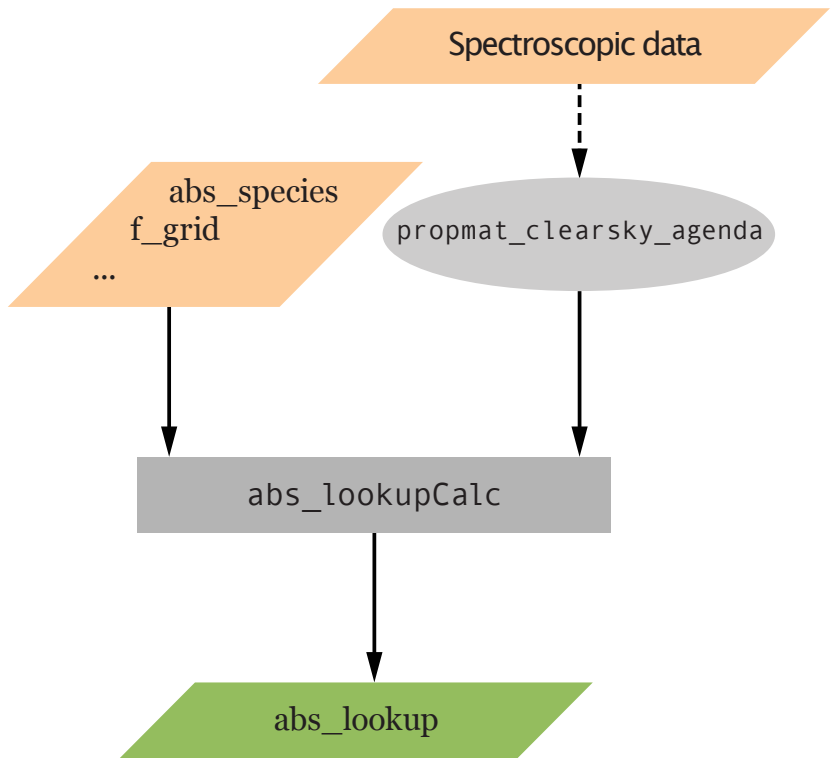 Spectroscopic data
abs_species
f_grid
...
propmat_clearsky_agenda
abs_lookupCalc
abs_lookup